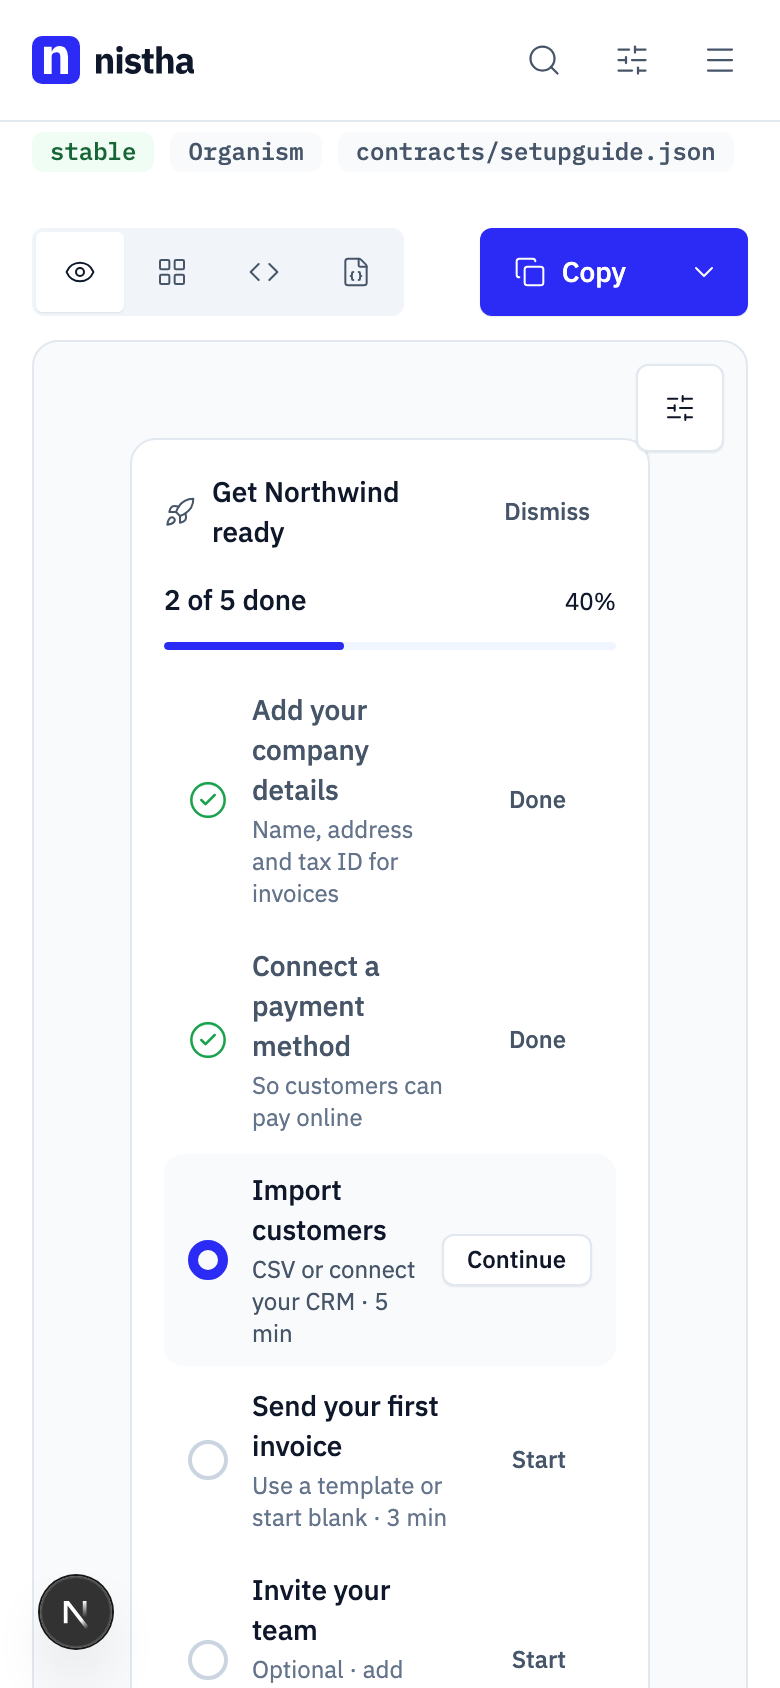 n nistha
stable Organism contracts/setupguide.json
Copy
Get Northwind
ready
Dismiss
2 of 5 done 40%
Add your
company
details
Name, address
and tax ID for
invoices
Done
Connect a
payment
method
So customers can
pay online
Done
Import
customers
CSV or connect
your CRM · 5
min
Continue
Send your first
invoice
Use a template or
start blank · 3 min
Start
Invite your
team
Optional · add
Start
N